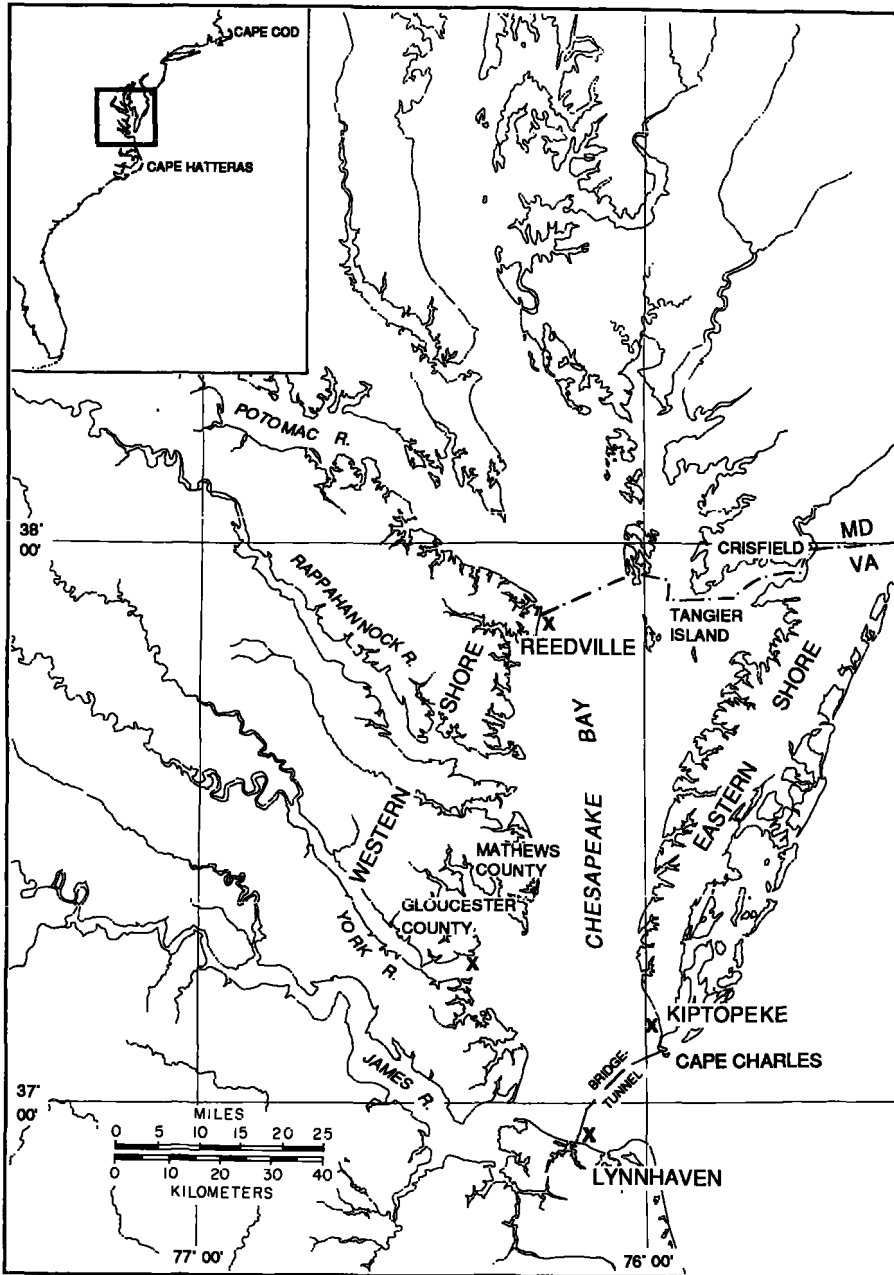 CAPE COD
CAPE HATTERAS
POTOMAC R.
38°
00'
CRISFIELD
MD
VA
RAPPAHANNOCK R.
TANGIER
ISLAND
X
REEDVILLE
WESTERN SHORE
EASTERN SHORE
CHESAPEAKE BAY
MATHEWS
COUNTY
GLOUCESTER
COUNTY
YORK R.
X
X KIPTOPEKE
CAPE CHARLES
JAMES R.
BRIDGE-
TUNNEL
37°
00'
MILES
0 5 10 15 20 25
0 10 20 30 40
KILOMETERS
X
LYNNHAVEN
77° 00'
76° 00'